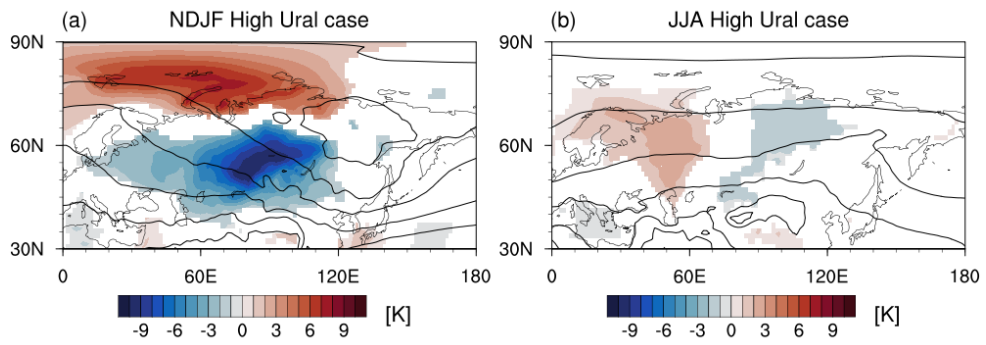 (a) NDJF High Ural case
90N
60N
30N
0 60E 120E 180
-9 -6 -3 0 3 6 9 [K]
(b) JJA High Ural case
90N
60N
30N
0 60E 120E 180
-9 -6 -3 0 3 6 9 [K]